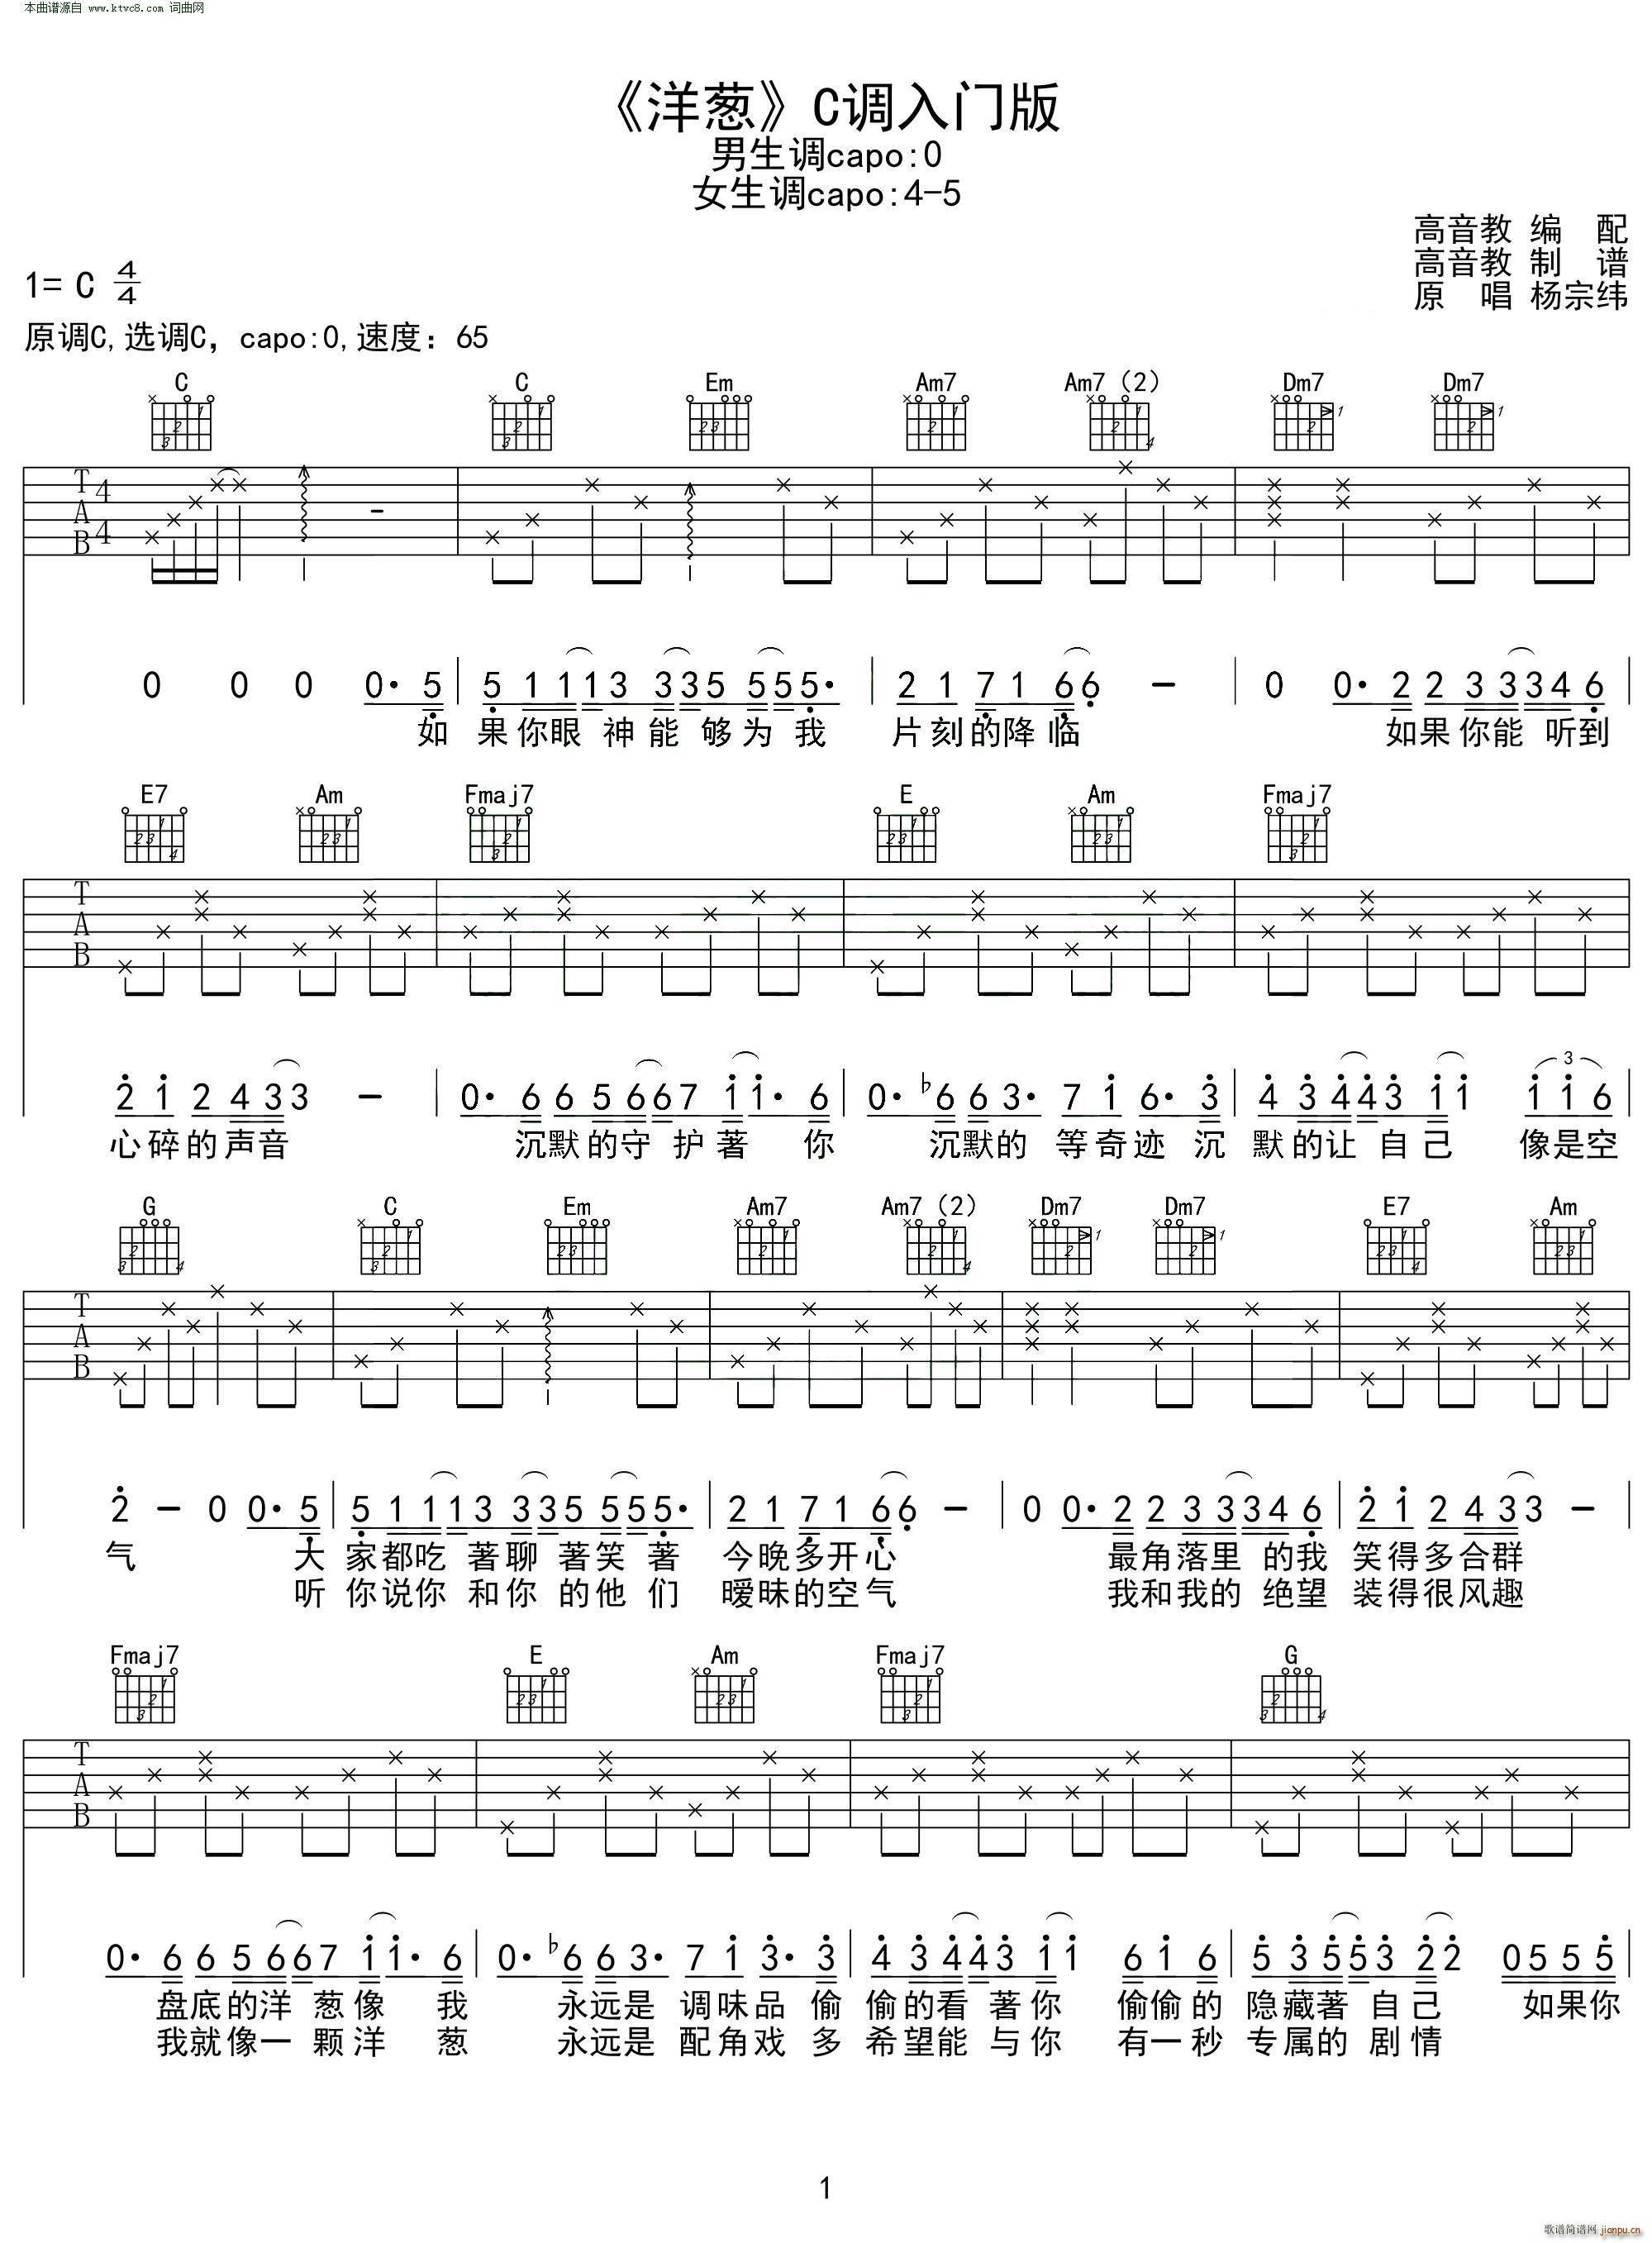 本曲谱源自 www.ktvc8.com 词曲网
《洋葱》C调入门版
男生调capo:0
女生调capo:4-5
高音教 编 配
高音教 制 谱
原 唱 杨宗纬
1= C 4/4
原调C,选调C，capo:0,速度：65
C C Em Am7 Am7（2） Dm7 Dm7
T A B 4 4
0 0 0 0· 5 5 1 1 1 3 3 3 5 5 5 5· 2 1 7 1 6 6 - 0 0· 2 2 3 3 3 4 6
如 果你眼 神能 够为 我 片刻的降临 如果你能 听到
E7 Am Fmaj7 E Am Fmaj7
T A B
2 1 2 4 3 3 - 0· 6 6 5 6 6 7 1 1· 6 0· ♭6 6 3· 7 1 6· 3 4 3 4 4 3 1 1 3 1 1 6
心碎的声音 沉默的守 护著 你 沉默的 等奇迹 沉 默的让 自己 像是空
G C Em Am7 Am7（2） Dm7 Dm7 E7 Am
T A B
2 - 0 0· 5 5 1 1 1 3 3 3 5 5 5 5· 2 1 7 1 6 6 - 0 0· 2 2 3 3 3 4 6 2 1 2 4 3 3 -
气 大 家都吃 著聊 著笑 著 今晚多开心 最角落里 的我 笑得多合群
听 你说你 和你 的他 们 暧昧的空气 我和我的 绝望 装得很风趣
Fmaj7 E Am Fmaj7 G
T A B
0· 6 6 5 6 6 7 1 1· 6 0· ♭6 6 3· 7 1 3· 3 4 3 4 4 3 1 1 6 1 6 5 3 5 5 3 2 2 0 5 5 5
盘底的洋 葱像 我 永远是 调味品 偷 偷的看 著你 偷偷的 隐藏著 自己 如果你
我就像一 颗洋 葱 永远是 配角戏 多 希望能 与你 有一秒 专属的 剧情
1
歌谱简谱网 jianpu.cn